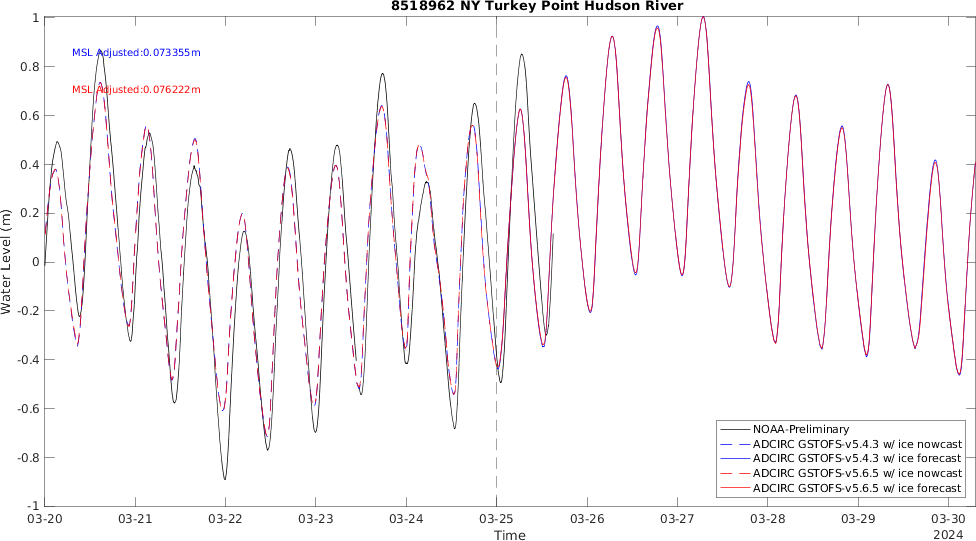 8518962 NY Turkey Point Hudson River
MSL Adjusted:0.073355m
MSL Adjusted:0.076222m
Water Level (m)
1
0.8
0.6
0.4
0.2
0
-0.2
-0.4
-0.6
-0.8
-1
NOAA-Preliminary
ADCIRC GSTOFS-v5.4.3 w/ ice nowcast
ADCIRC GSTOFS-v5.4.3 w/ ice forecast
ADCIRC GSTOFS-v5.6.5 w/ ice nowcast
ADCIRC GSTOFS-v5.6.5 w/ ice forecast
03-20 03-21 03-22 03-23 03-24 03-25 03-26 03-27 03-28 03-29 03-30
Time
2024